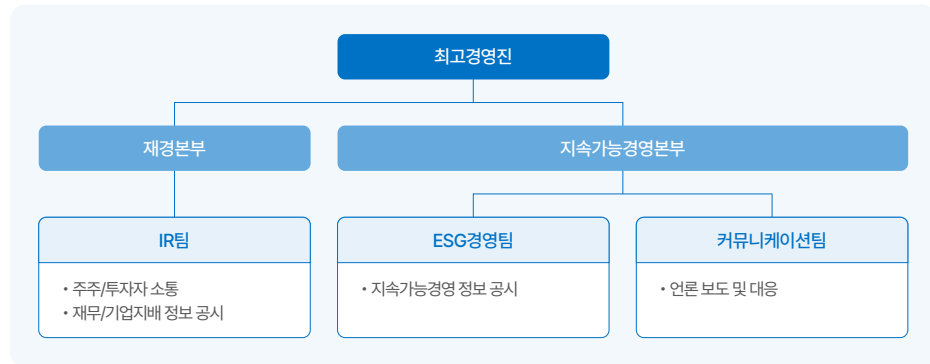 최고경영진
재경본부
지속가능경영본부
IR팀
• 주주/투자자 소통
• 재무/기업지배 정보 공시
ESG경영팀
• 지속가능경영 정보 공시
커뮤니케이션팀
• 언론 보도 및 대응